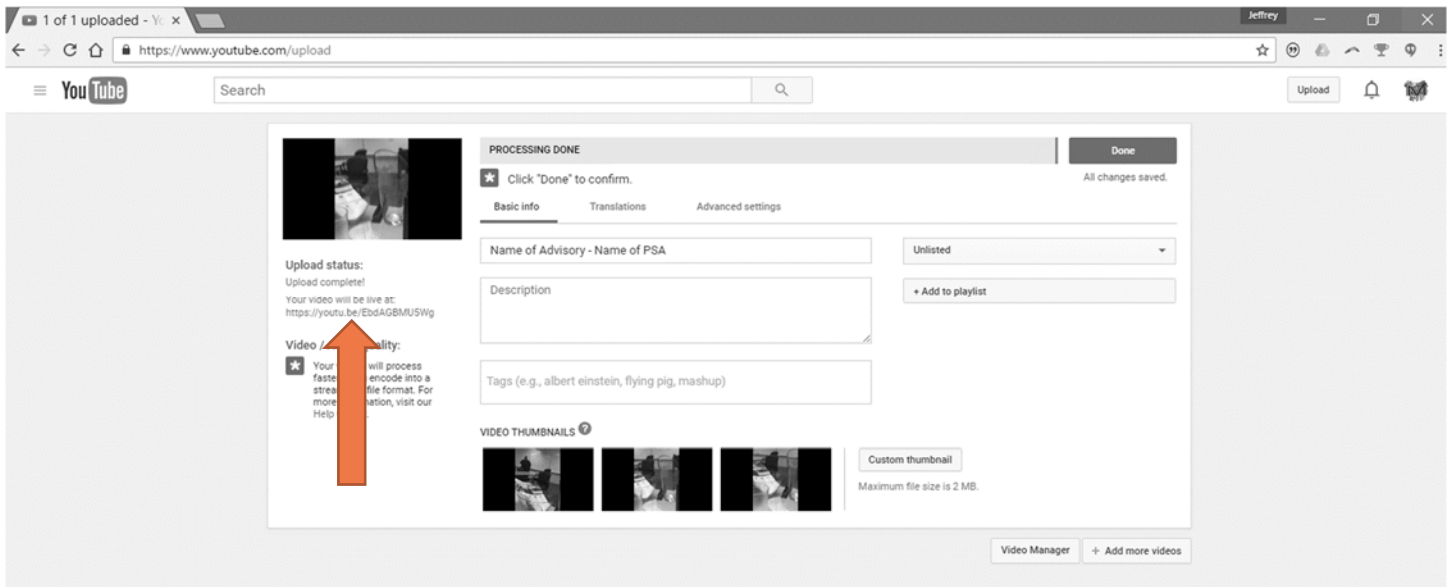 1 of 1 uploaded - Yo
Jeffrey
https://www.youtube.com/upload
YouTube
Search
Upload
PROCESSING DONE
Done
Click "Done" to confirm.
All changes saved.
Basic info
Translations
Advanced settings
Name of Advisory - Name of PSA
Unlisted
Description
+ Add to playlist
Upload status:
Upload complete!
Your video will be live at:
https://youtu.be/EbdAGBMU5Wg
Video / ality:
Your will process
faste encode into a
strea file format. For
more mation, visit our
Help
Tags (e.g., albert einstein, flying pig, mashup)
VIDEO THUMBNAILS
Custom thumbnail
Maximum file size is 2 MB.
Video Manager
+ Add more videos